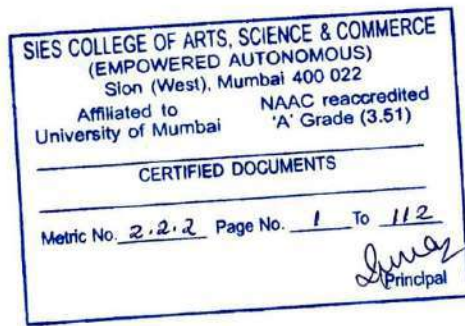 SIES COLLEGE OF ARTS, SCIENCE & COMMERCE
(EMPOWERED AUTONOMOUS)
Sion (West), Mumbai 400 022
Affiliated to NAAC reaccredited
University of Mumbai 'A' Grade (3.51)
CERTIFIED DOCUMENTS
Metric No. 2.2.2 Page No. 1 To 112
Principal